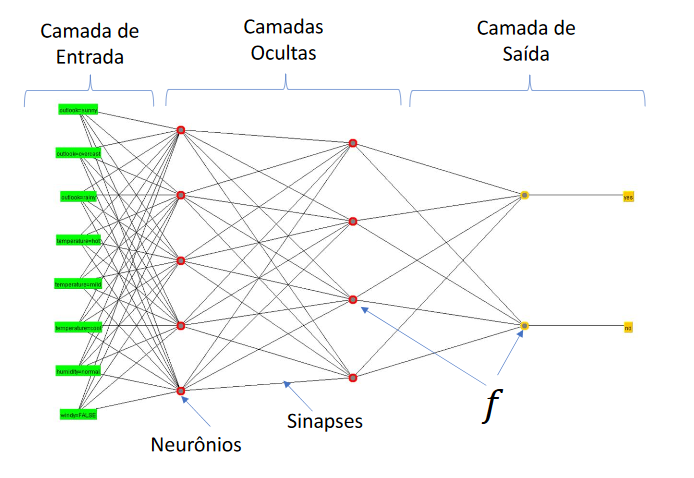 Camada de
Entrada
Camadas
Ocultas
Camada de
Saída
outlook=sunny
outlook=overcast
outlook=rainy
temperature=hot
temperature=mild
temperature=cool
humidity=normal
windy=FALSE
yes
no
f
Sinapses
Neurônios